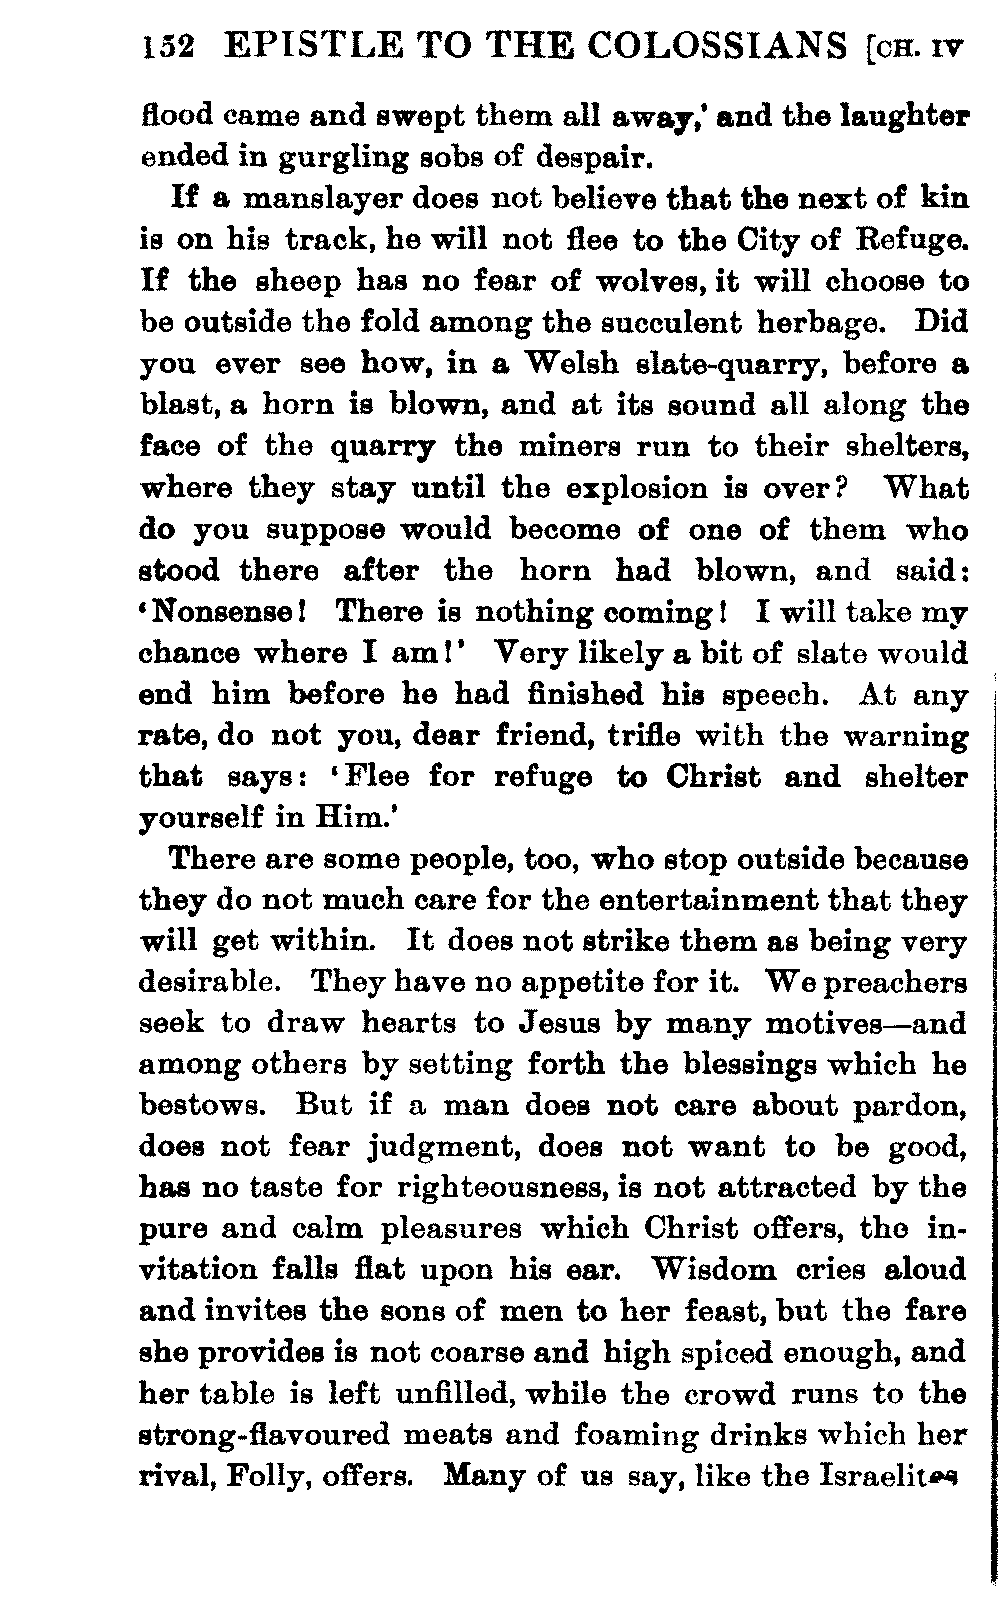 152 EPISTLE TO THE COLOSSIANS [CH. IV
flood came and swept them all away,' and the laughter
ended in gurgling sobs of despair.
If a manslayer does not believe that the next of kin
is on his track, he will not flee to the City of Refuge.
If the sheep has no fear of wolves, it will choose to
be outside the fold among the succulent herbage. Did
you ever see how, in a Welsh slate-quarry, before a
blast, a horn is blown, and at its sound all along the
face of the quarry the miners run to their shelters,
where they stay until the explosion is over? What
do you suppose would become of one of them who
stood there after the horn had blown, and said:
'Nonsense! There is nothing coming! I will take my
chance where I am!' Very likely a bit of slate would
end him before he had finished his speech. At any
rate, do not you, dear friend, trifle with the warning
that says: 'Flee for refuge to Christ and shelter
yourself in Him.'
There are some people, too, who stop outside because
they do not much care for the entertainment that they
will get within. It does not strike them as being very
desirable. They have no appetite for it. We preachers
seek to draw hearts to Jesus by many motives—and
among others by setting forth the blessings which he
bestows. But if a man does not care about pardon,
does not fear judgment, does not want to be good,
has no taste for righteousness, is not attracted by the
pure and calm pleasures which Christ offers, the in-
vitation falls flat upon his ear. Wisdom cries aloud
and invites the sons of men to her feast, but the fare
she provides is not coarse and high spiced enough, and
her table is left unfilled, while the crowd runs to the
strong-flavoured meats and foaming drinks which her
rival, Folly, offers. Many of us say, like the Israelites